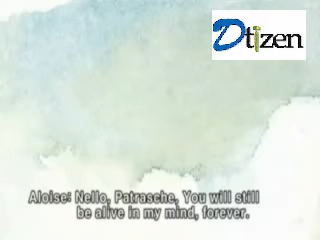 Dtizen
Aloise: Nello, Patrasche, You will still
be alive in my mind, forever.